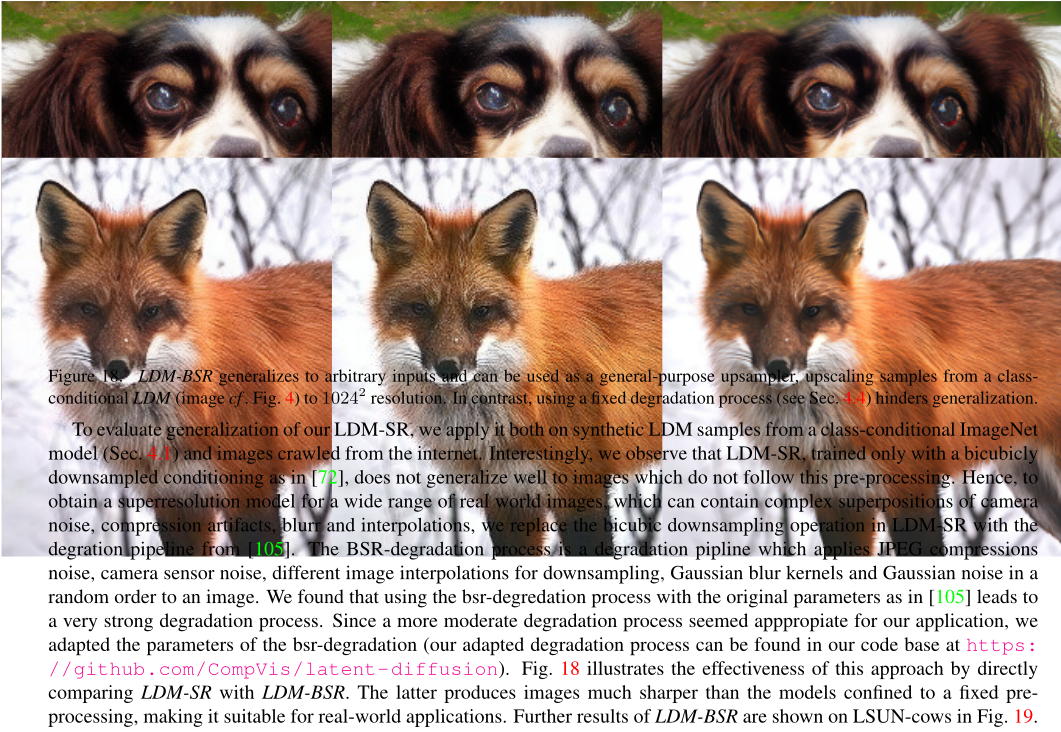 Figure 18. LDM-BSR generalizes to arbitrary inputs and can be used as a general-purpose upsampler, upscaling samples from a class-
conditional LDM (image cf. Fig. 4) to 1024² resolution. In contrast, using a fixed degradation process (see Sec. 4.4) hinders generalization.
To evaluate generalization of our LDM-SR, we apply it both on synthetic LDM samples from a class-conditional ImageNet
model (Sec. 4.1) and images crawled from the internet. Interestingly, we observe that LDM-SR, trained only with a bicubicly
downsampled conditioning as in [72], does not generalize well to images which do not follow this pre-processing. Hence, to
obtain a superresolution model for a wide range of real world images, which can contain complex superpositions of camera
noise, compression artifacts, blurr and interpolations, we replace the bicubic downsampling operation in LDM-SR with the
degration pipeline from [105]. The BSR-degradation process is a degradation pipline which applies JPEG compressions
noise, camera sensor noise, different image interpolations for downsampling, Gaussian blur kernels and Gaussian noise in a
random order to an image. We found that using the bsr-degredation process with the original parameters as in [105] leads to
a very strong degradation process. Since a more moderate degradation process seemed apppropiate for our application, we
adapted the parameters of the bsr-degradation (our adapted degradation process can be found in our code base at https:
//github.com/CompVis/latent-diffusion). Fig. 18 illustrates the effectiveness of this approach by directly
comparing LDM-SR with LDM-BSR. The latter produces images much sharper than the models confined to a fixed pre-
processing, making it suitable for real-world applications. Further results of LDM-BSR are shown on LSUN-cows in Fig. 19.